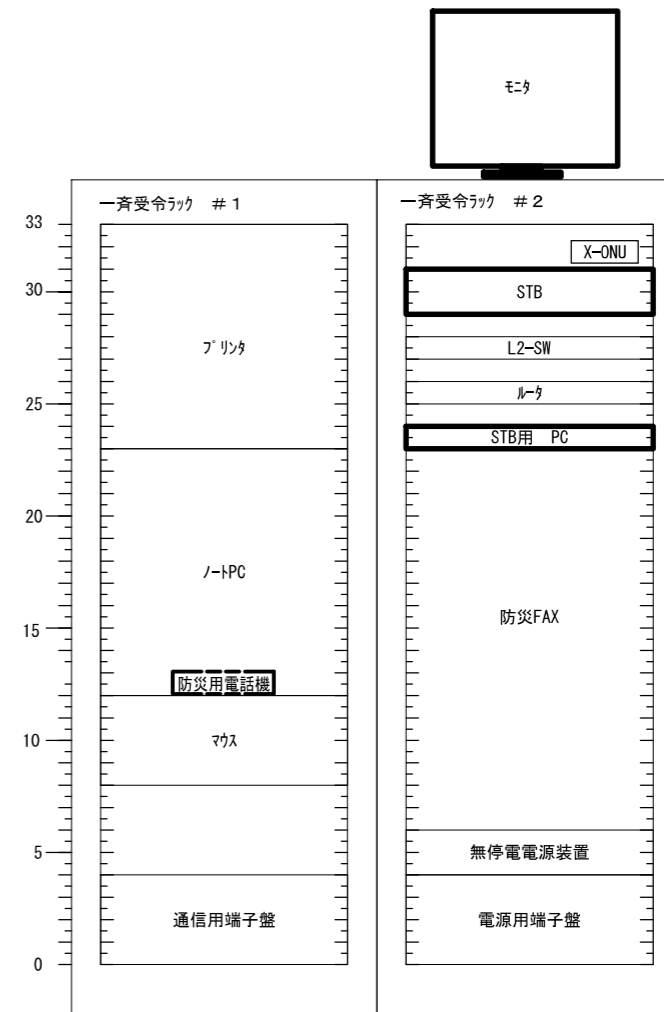 ﾓﾆﾀ
一斉受令ﾗｯｸ　＃１
一斉受令ﾗｯｸ　＃２
33
30
25
20
15
10
5
0
ﾌﾟﾘﾝﾀ
ﾉｰﾄPC
防災用電話機
ﾏｳｽ
通信用端子盤
X-ONU
STB
L2-SW
ﾙｰﾀ
STB用　PC
防災FAX
無停電電源装置
電源用端子盤